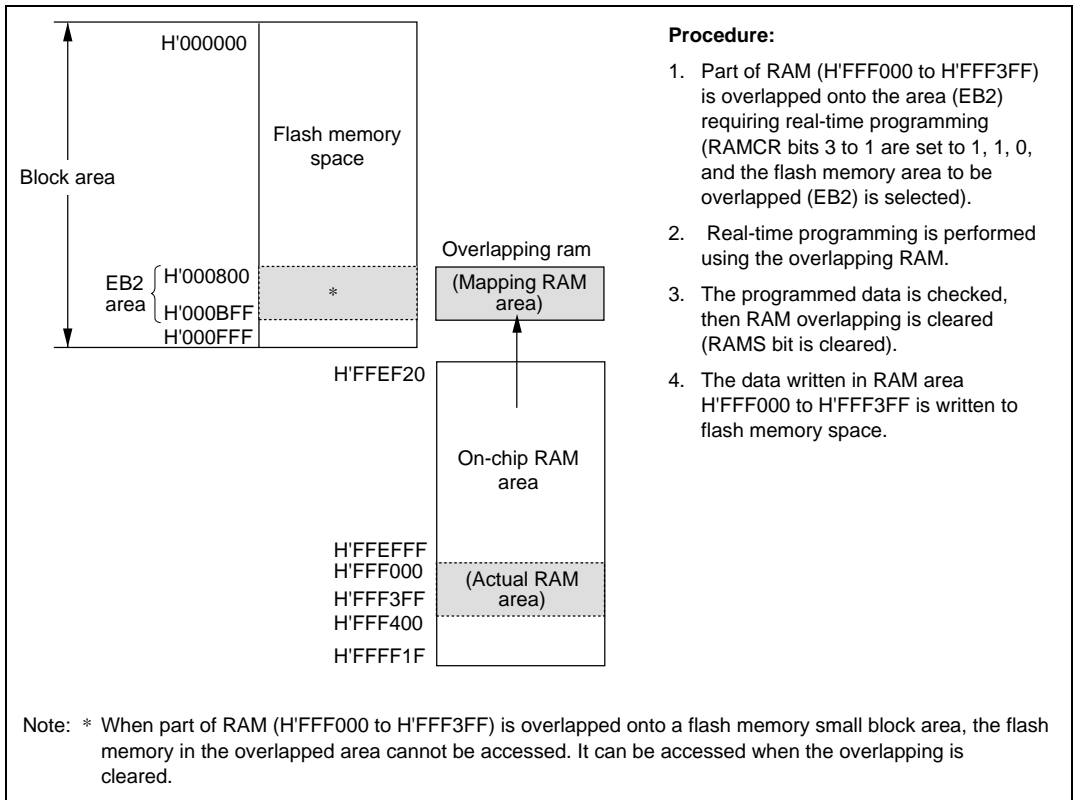 H'000000
Flash memory
space
Block area
EB2
area
H'000800
H'000BFF
H'000FFF
*
Overlapping ram
(Mapping RAM
area)
H'FFEF20
On-chip RAM
area
H'FFEFFF
H'FFF000
H'FFF3FF
H'FFF400
H'FFFF1F
(Actual RAM
area)
Procedure:
1. Part of RAM (H'FFF000 to H'FFF3FF)
is overlapped onto the area (EB2)
requiring real-time programming
(RAMCR bits 3 to 1 are set to 1, 1, 0,
and the flash memory area to be
overlapped (EB2) is selected).
2. Real-time programming is performed
using the overlapping RAM.
3. The programmed data is checked,
then RAM overlapping is cleared
(RAMS bit is cleared).
4. The data written in RAM area
H'FFF000 to H'FFF3FF is written to
flash memory space.
Note: * When part of RAM (H'FFF000 to H'FFF3FF) is overlapped onto a flash memory small block area, the flash
memory in the overlapped area cannot be accessed. It can be accessed when the overlapping is
cleared.